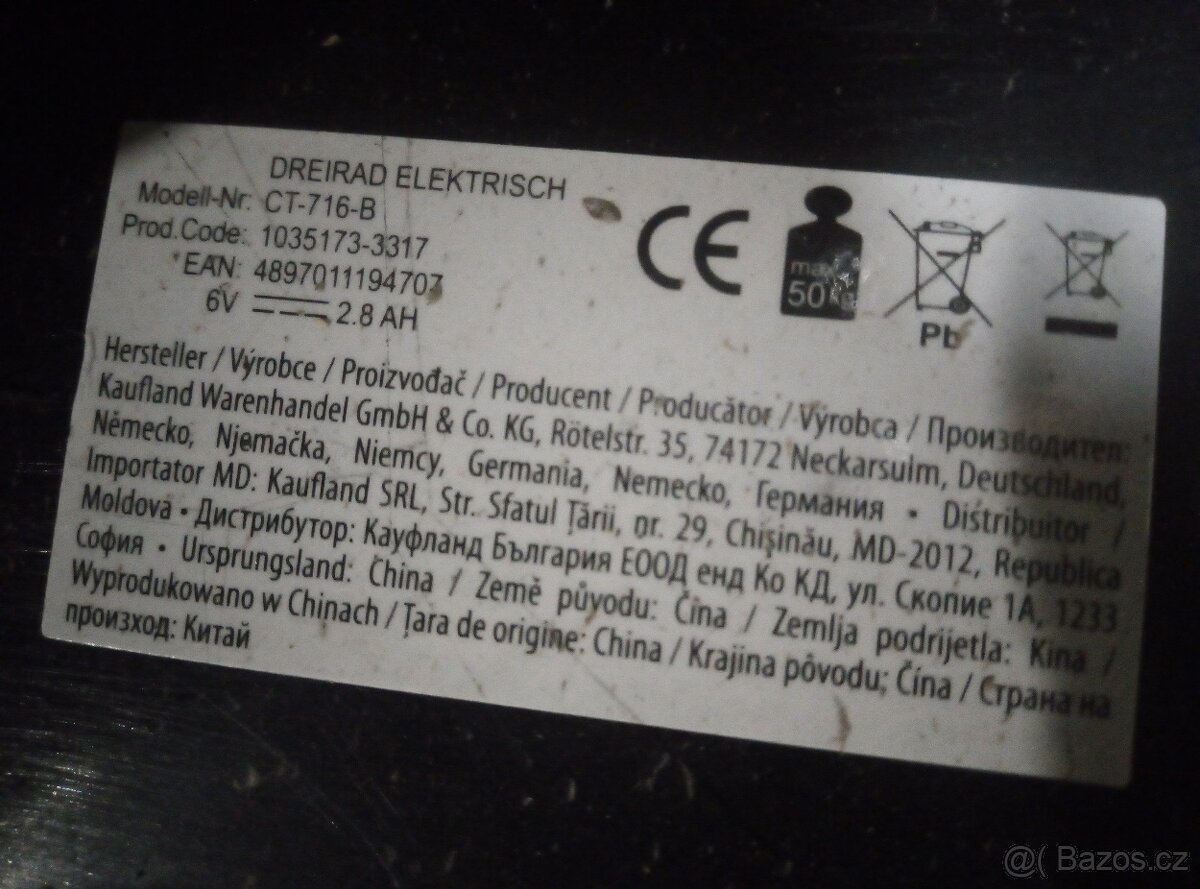 DREIRAD ELEKTRISCH
Modell-Nr: CT-716-B
Prod.Code: 1035173-3317
EAN: 4897011194707
6V 2.8 AH
max. 50kg
Pb
Hersteller / Výrobce / Proizvođač / Producent / Producător / Výrobca / Производител:
Kaufland Warenhandel GmbH & Co. KG, Rötelstr. 35, 74172 Neckarsulm, Deutschland,
Německo, Njemačka, Niemcy, Germania, Nemecko, Германия • Distribuitor /
Importator MD: Kaufland SRL, Str. Sfatul Țării, nr. 29, Chișinău, MD-2012, Republica
Moldova • Дистрибутор: Кауфланд България ЕООД енд Ко КД, ул. Скопие 1А, 1233
София • Ursprungsland: China / Země původu: Čína / Zemlja podrijetla: Kina /
Wyprodukowano w Chinach / Țara de origine: China / Krajina pôvodu: Čína / Страна на
произход: Китай
@( Bazos.cz